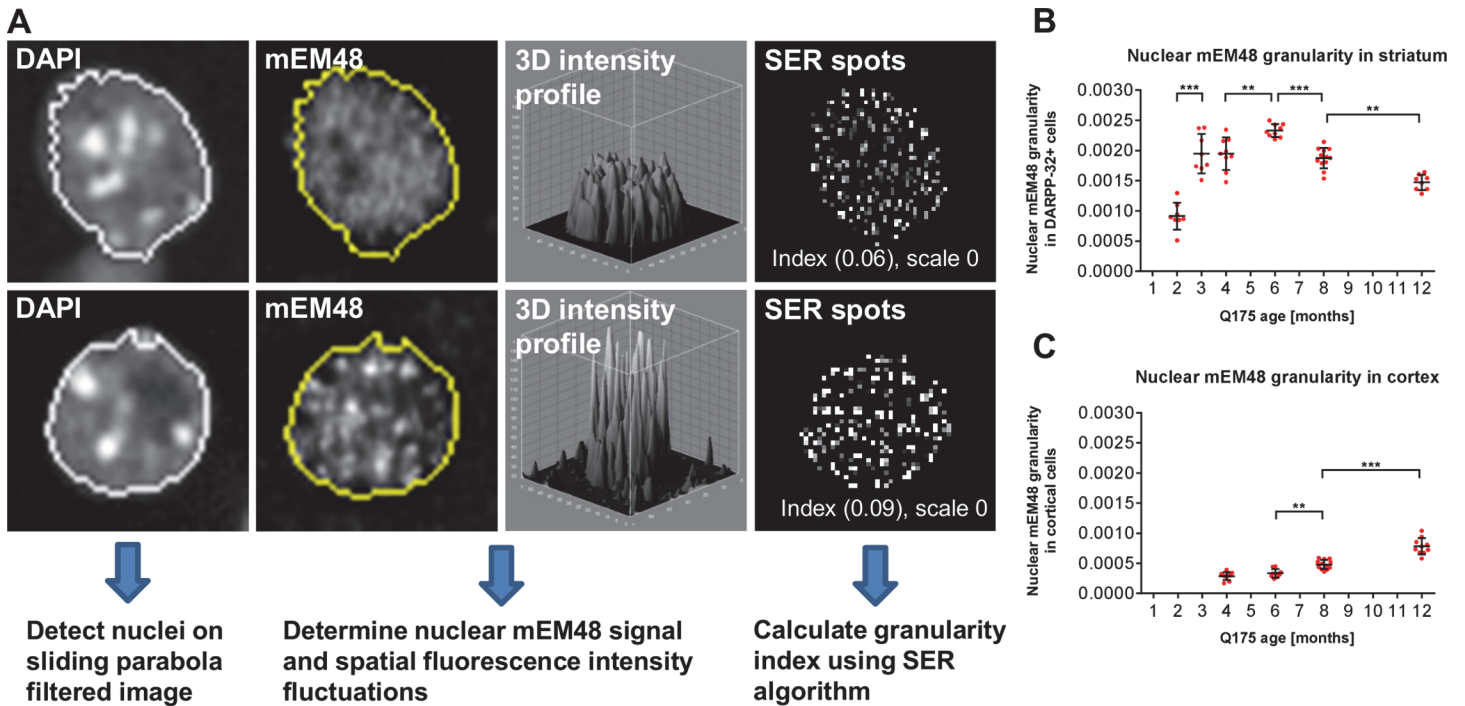 A
DAPI
mEM48
3D intensity
profile
SER spots
Index (0.06), scale 0
DAPI
mEM48
3D intensity
profile
SER spots
Index (0.09), scale 0
Detect nuclei on
sliding parabola
filtered image
Determine nuclear mEM48 signal
and spatial fluorescence intensity
fluctuations
Calculate granularity
index using SER
algorithm
B
Nuclear mEM48 granularity in striatum
Nuclear mEM48 granularity
in DARPP-32+ cells
0.0030
0.0025
0.0020
0.0015
0.0010
0.0005
0.0000
*** ** *** **
1 2 3 4 5 6 7 8 9 10 11 12
Q175 age [months]
C
Nuclear mEM48 granularity in cortex
Nuclear mEM48 granularity
in cortical cells
0.0030
0.0025
0.0020
0.0015
0.0010
0.0005
0.0000
** ***
1 2 3 4 5 6 7 8 9 10 11 12
Q175 age [months]